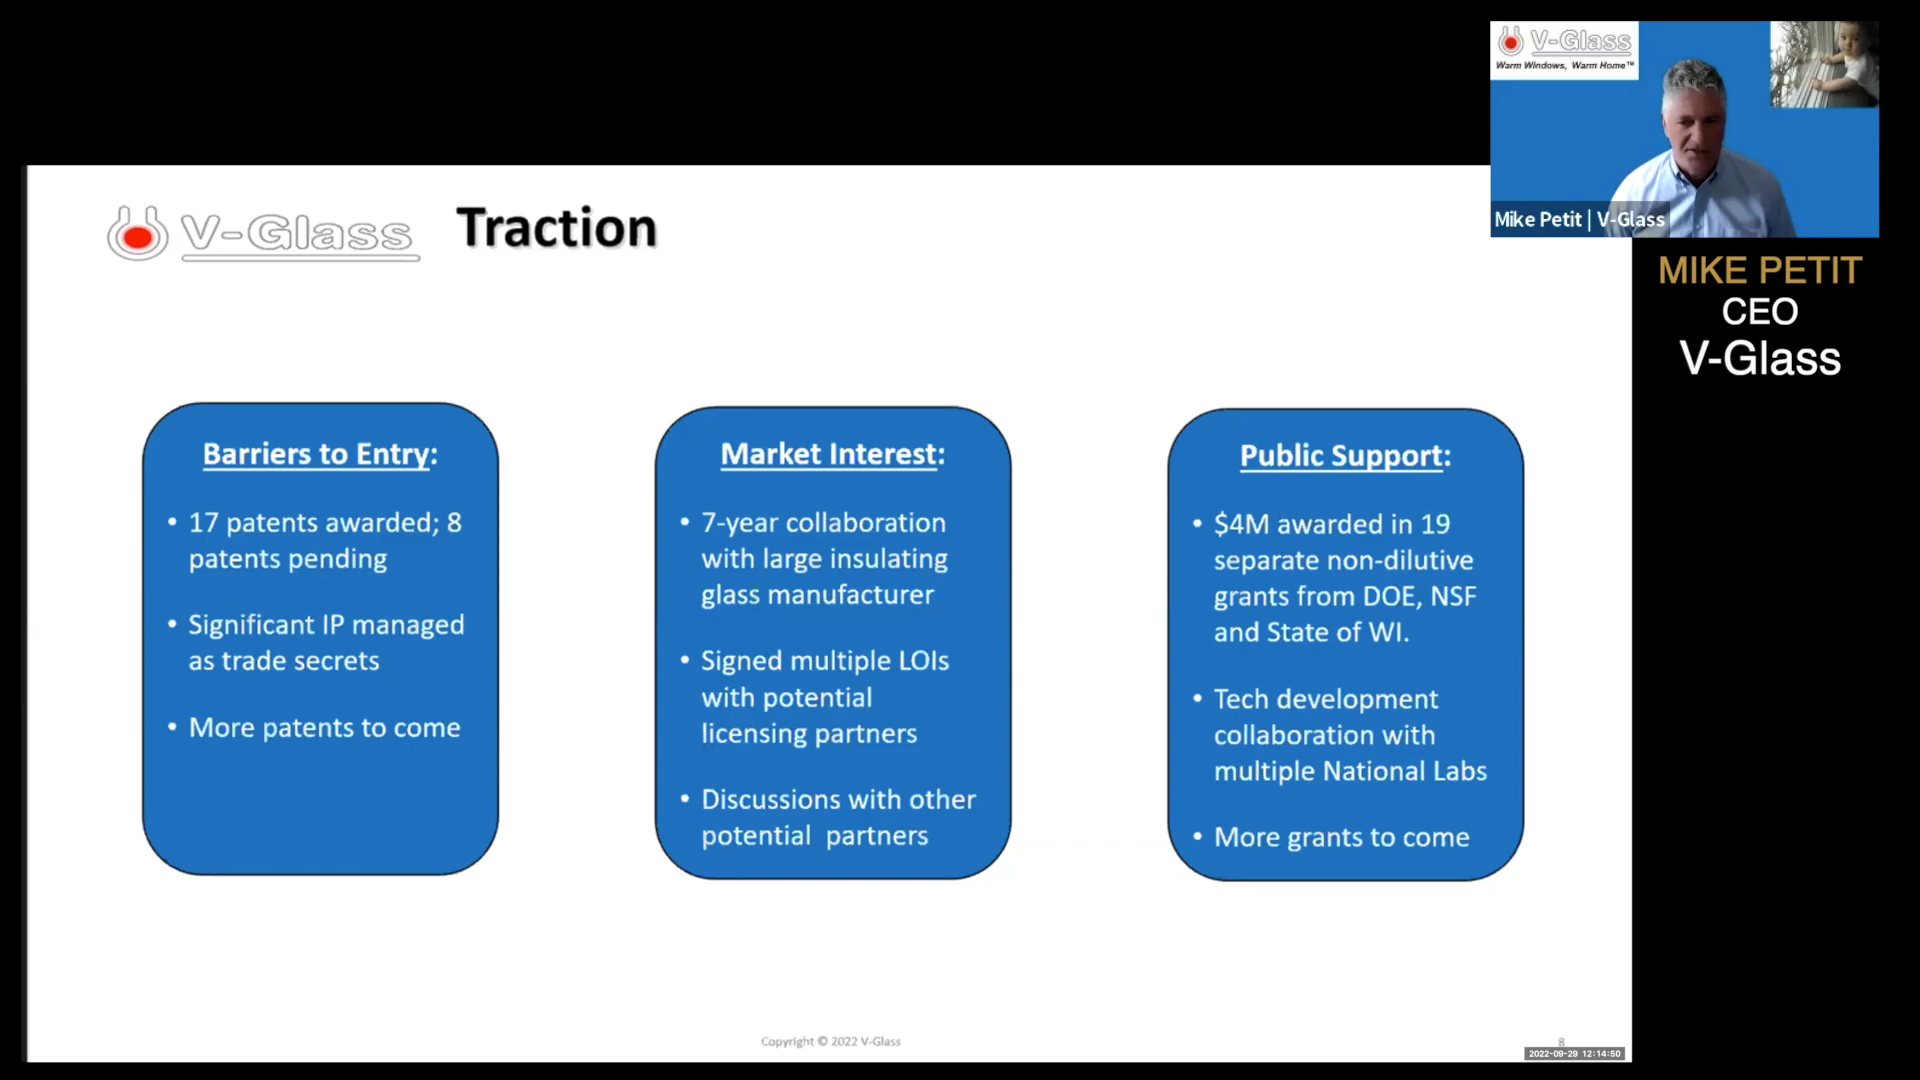 V-Glass
Warm Windows, Warm Home™
Mike Petit | V-Glass
MIKE PETIT
CEO
V-Glass
V-Glass
Traction
Barriers to Entry:
• 17 patents awarded; 8
patents pending
• Significant IP managed
as trade secrets
• More patents to come
Market Interest:
• 7-year collaboration
with large insulating
glass manufacturer
• Signed multiple LOIs
with potential
licensing partners
• Discussions with other
potential  partners
Public Support:
• $4M awarded in 19
separate non-dilutive
grants from DOE, NSF
and State of WI.
• Tech development
collaboration with
multiple National Labs
• More grants to come
Copyright © 2022 V-Glass
8
2022-09-29 12:14:50